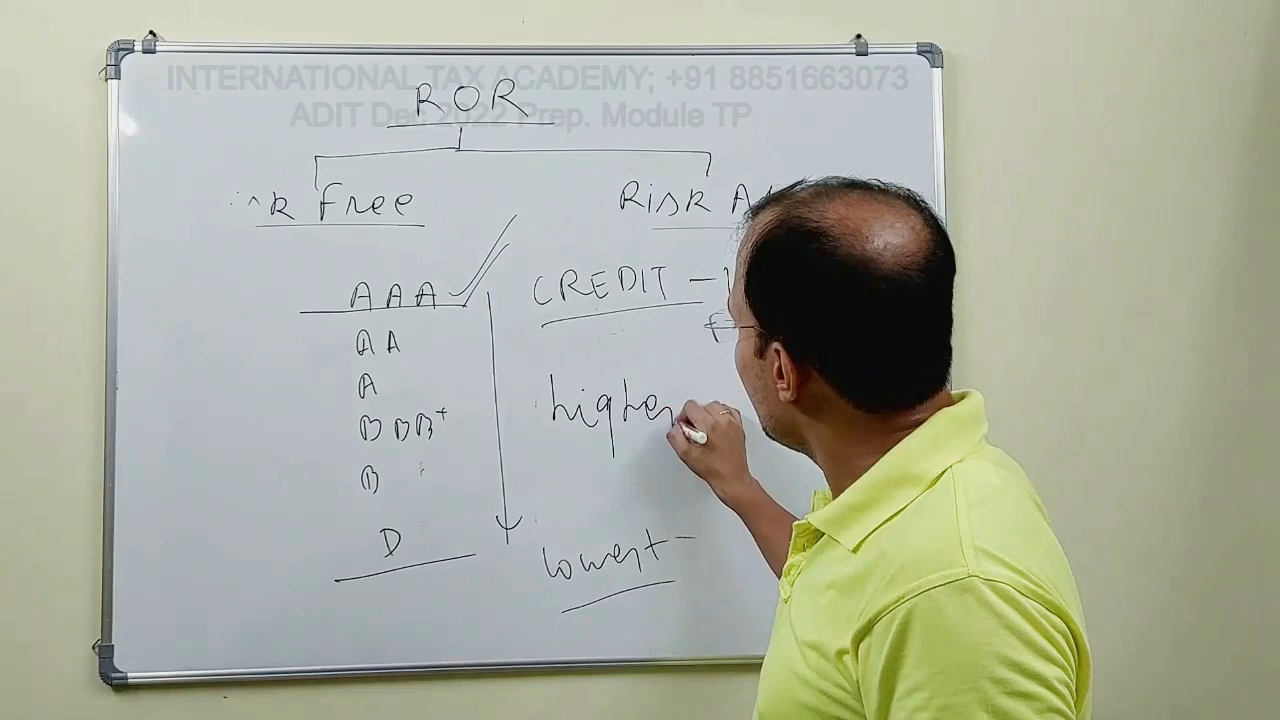 INTERNATIONAL TAX ACADEMY; +91 8851663073
ADIT Dec 2022 Prep. Module TP
ROR
Free
Risk
AAA
CREDIT -
AA
A
higher
BBB+
B
D
lowest -